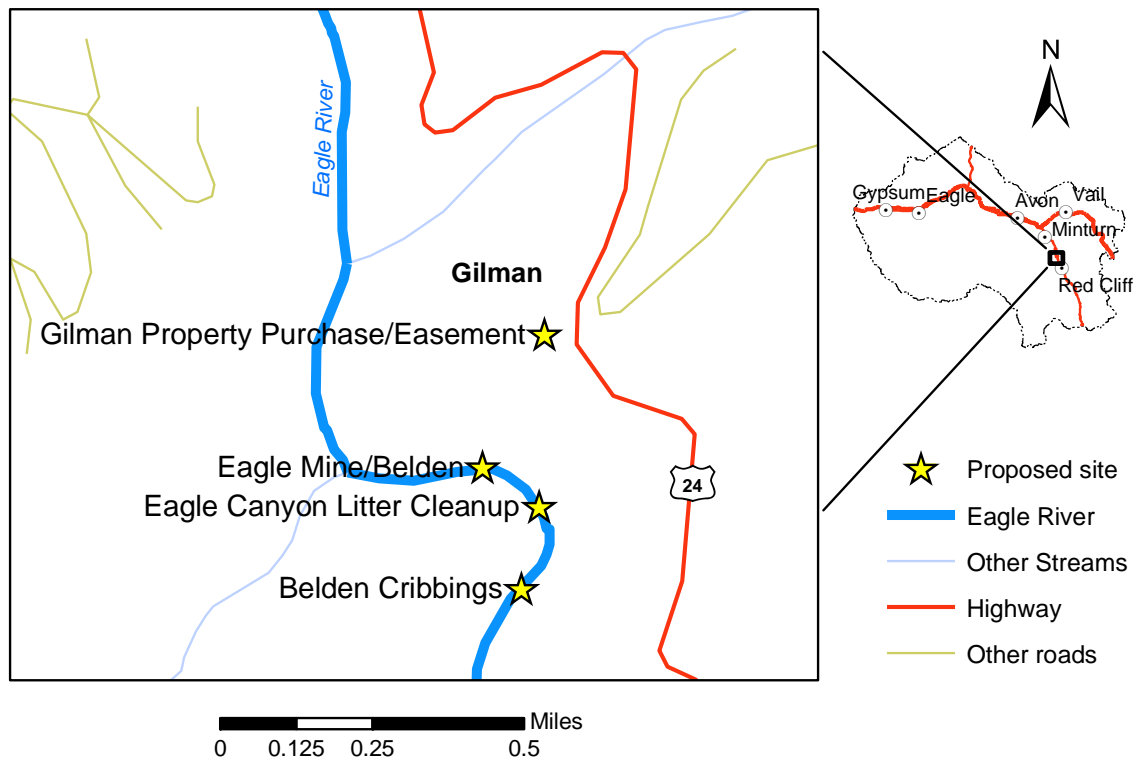 N
Eagle River
Gilman
Gilman Property Purchase/Easement
Eagle Mine/Belden
Eagle Canyon Litter Cleanup
Belden Cribbings
24
Gypsum
Eagle
Avon
Vail
Minturn
Red Cliff
Proposed site
Eagle River
Other Streams
Highway
Other roads
Miles
0 0.125 0.25 0.5